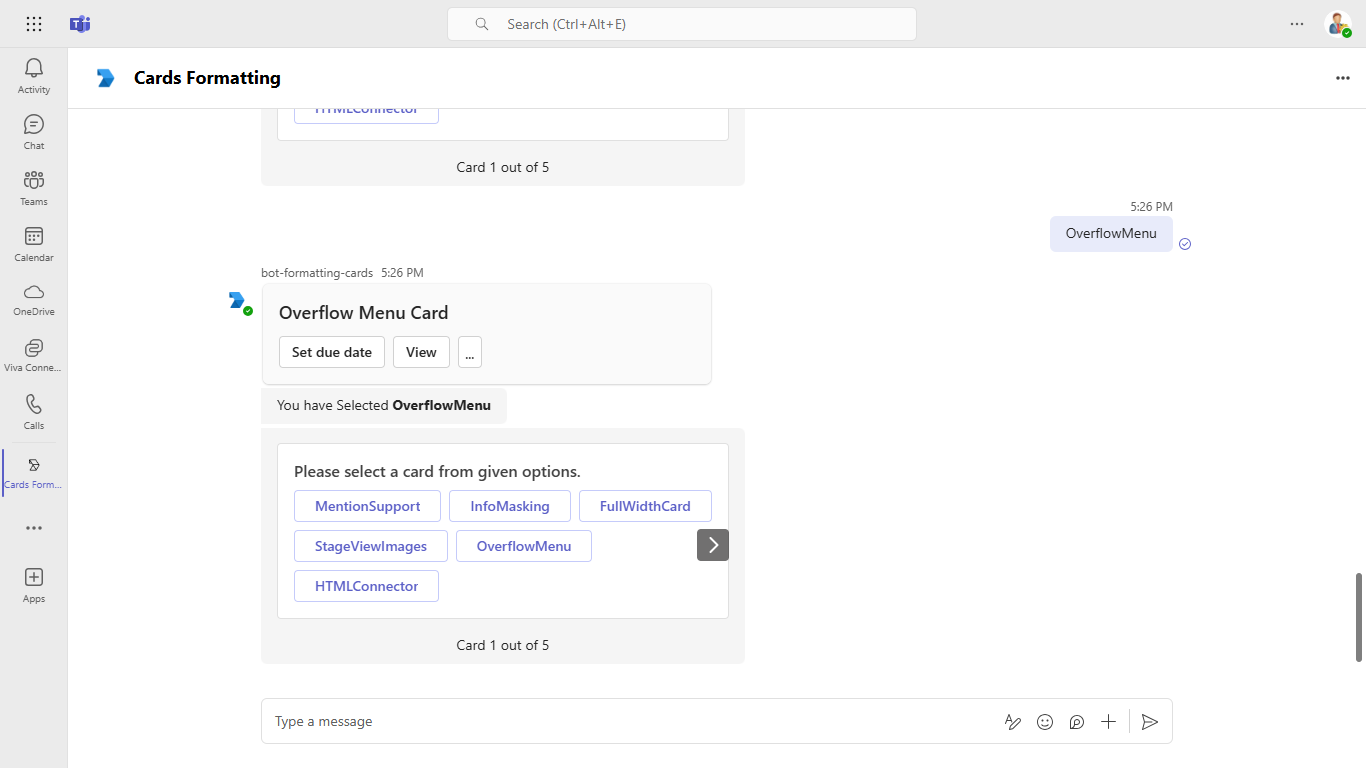 Search (Ctrl+Alt+E)
Activity
Chat
Teams
Calendar
OneDrive
Viva Conne...
Calls
Cards Form...
Apps
Cards Formatting
HTMLConnector
Card 1 out of 5
5:26 PM
OverflowMenu
bot-formatting-cards 5:26 PM
Overflow Menu Card
Set due date View ...
You have Selected OverflowMenu
Please select a card from given options.
MentionSupport InfoMasking FullWidthCard
StageViewImages OverflowMenu
HTMLConnector
Card 1 out of 5
Type a message